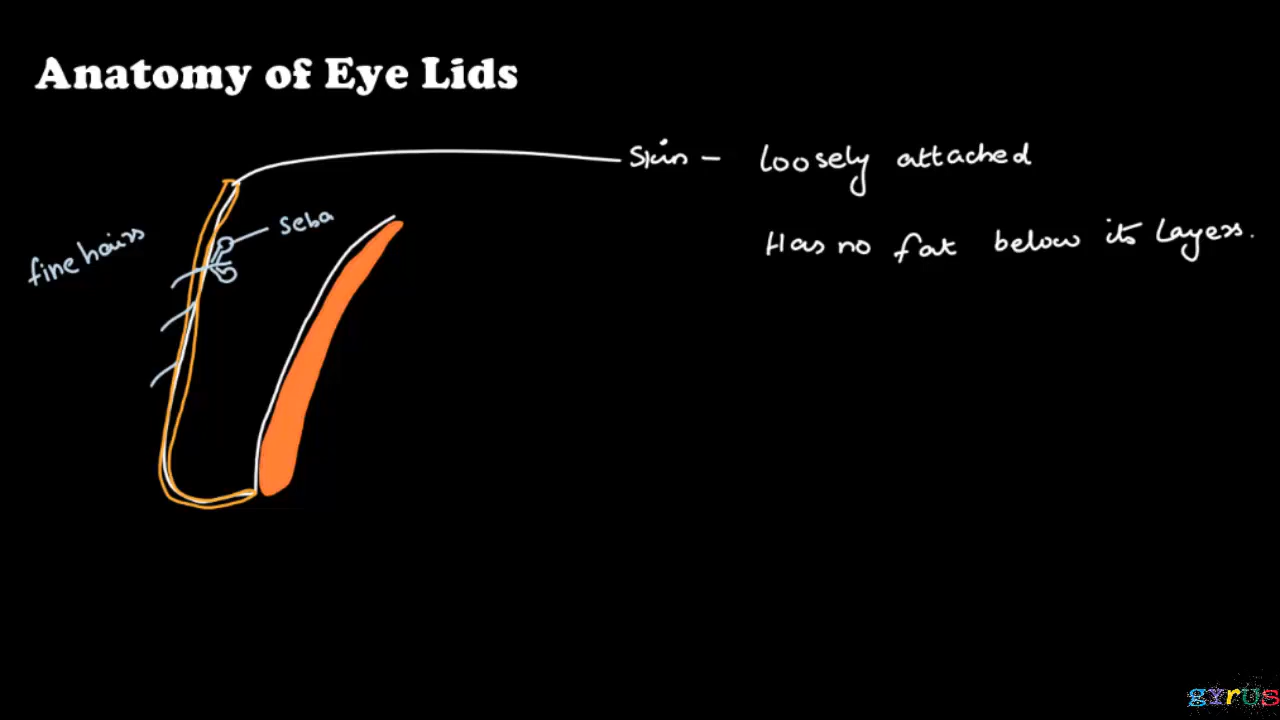 Anatomy of Eye Lids
Skin – loosely attached
Has no fat below its layers.
fine hairs
seba
gyrus